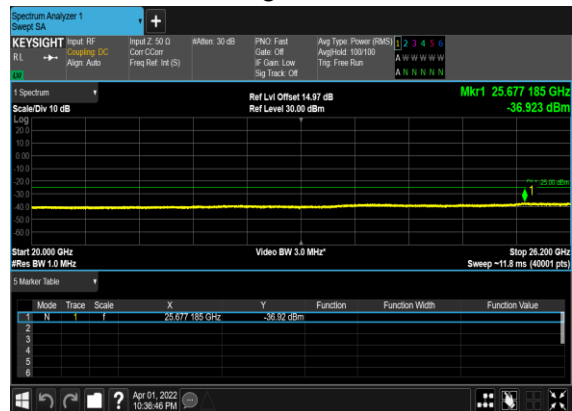 Spectrum Analyzer 1
Swept SA
KEYSIGHT Input: RF Input Z: 50 Ω #Atten: 30 dB PNO: Fast Avg Type: Power (RMS) 1 2 3 4 5 6
RL Coupling: DC Corr CCorr Gate: Off Avg|Hold: 100/100 A W W W W W
Align: Auto Freq Ref: Int (S) IF Gain: Low Trig: Free Run
Sig Track: Off A N N N N N
1 Spectrum Ref Lvl Offset 14.97 dB Mkr1 25.677 185 GHz
Scale/Div 10 dB Ref Level 30.00 dBm -36.923 dBm
Log
20.0
10.0
0.00
-10.0
-20.0
-25.00 dBm
-30.0 1
-40.0
-50.0
-60.0
Start 20.000 GHz Video BW 3.0 MHz* Stop 26.200 GHz
#Res BW 1.0 MHz Sweep ~11.8 ms (40001 pts)
5 Marker Table
Mode Trace Scale X Y Function Function Width Function Value
1 N 1 f 25.677 185 GHz -36.92 dBm
2
3
4
5
6
? Apr 01, 2022
10:36:46 PM